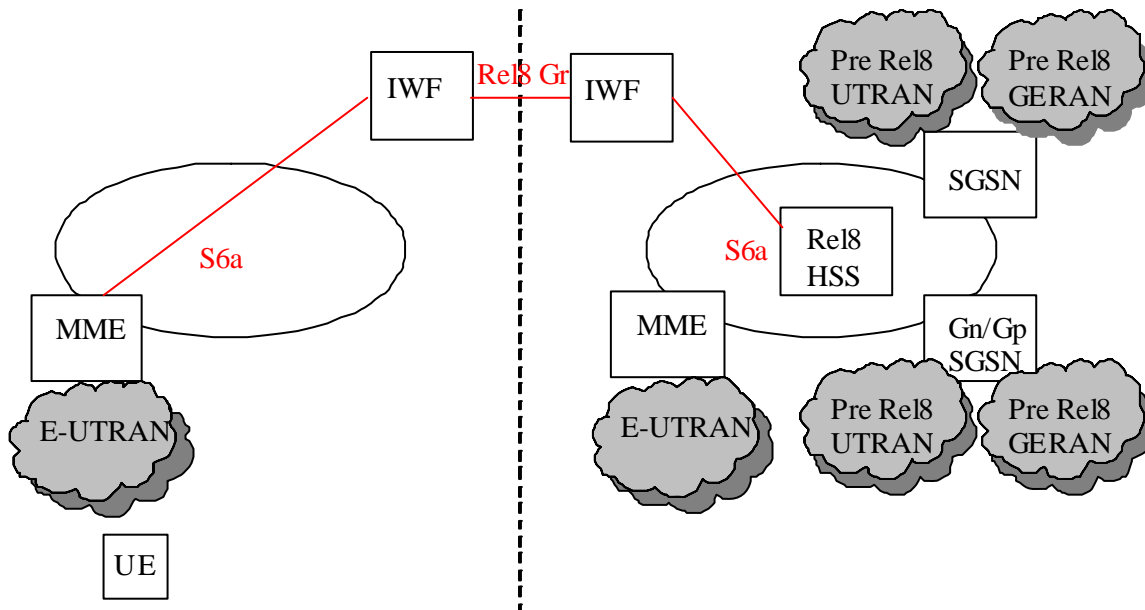 IWF
Rel8 Gr
IWF
Pre Rel8
UTRAN
Pre Rel8
GERAN
SGSN
S6a
S6a
Rel8
HSS
MME
MME
Gn/Gp
SGSN
E-UTRAN
E-UTRAN
Pre Rel8
UTRAN
Pre Rel8
GERAN
UE